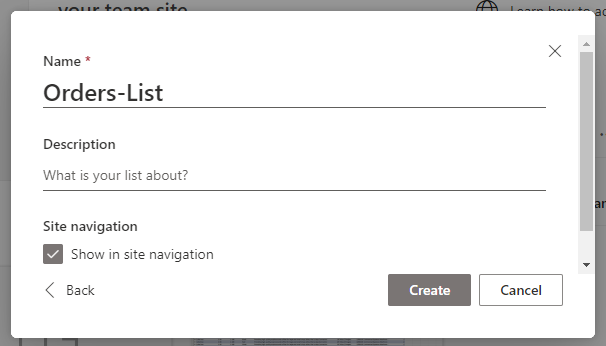 your team site
Learn how to
Name *
Orders-List
Description
What is your list about?
Site navigation
Show in site navigation
Back
Create
Cancel